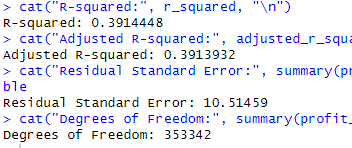 > cat("R-squared:", r_squared, "\n")
R-squared: 0.3914448
> cat("Adjusted R-squared:", adjusted_r_squa
Adjusted R-squared: 0.3913932
> cat("Residual Standard Error:", summary(pr
ble
Residual Standard Error: 10.51459
> cat("Degrees of Freedom:", summary(profit_
Degrees of Freedom: 353342